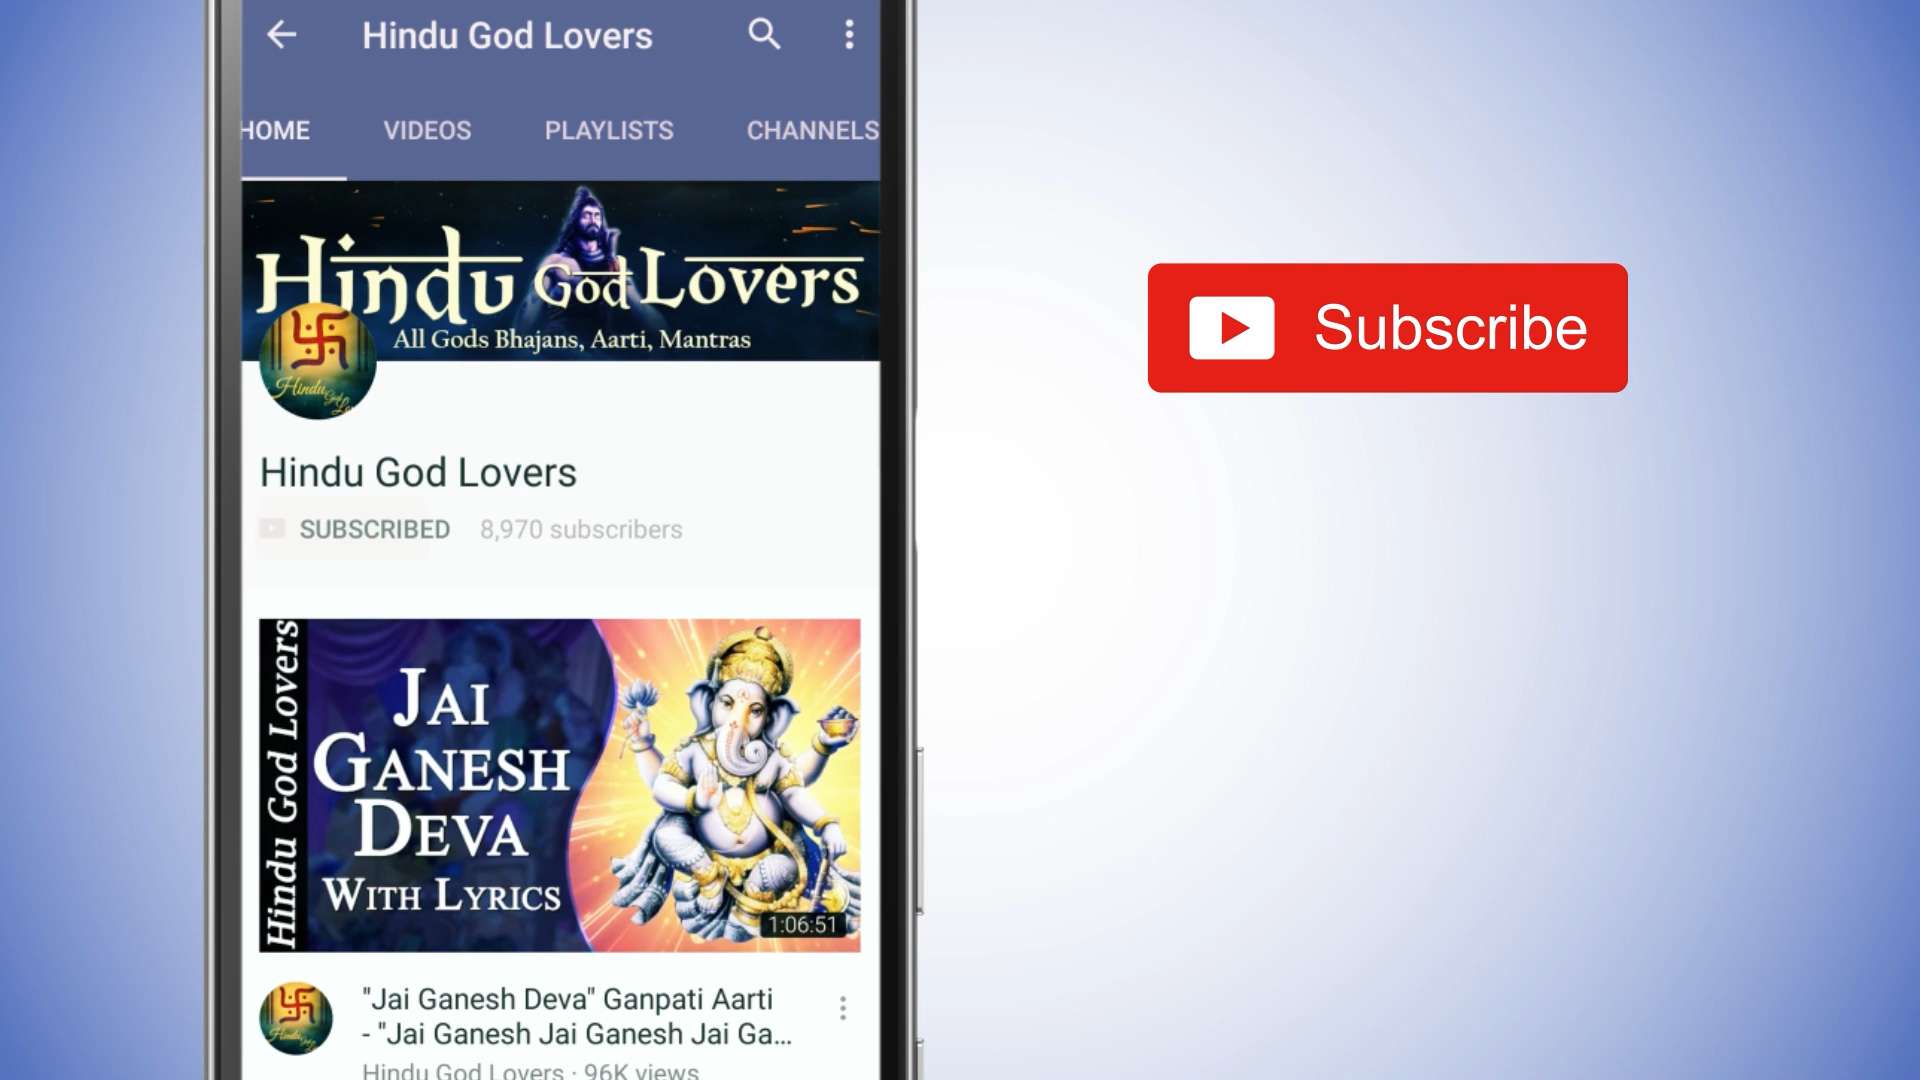 Hindu God Lovers
HOME VIDEOS PLAYLISTS CHANNELS
Hindu God Lovers
All Gods Bhajans, Aarti, Mantras
Hindu God
Hindu God Lovers
SUBSCRIBED 8,970 subscribers
Hindu God Lovers
JAI
GANESH
DEVA
WITH LYRICS
1:06:51
"Jai Ganesh Deva" Ganpati Aarti
- "Jai Ganesh Jai Ganesh Jai Ga...
Hindu God Lovers · 96K views
Subscribe